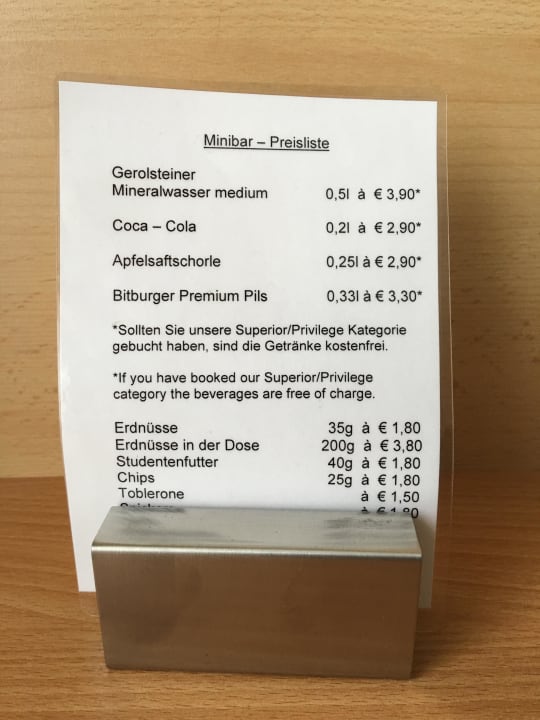 Minibar – Preisliste
Gerolsteiner
Mineralwasser medium 0,5l à € 3,90*
Coca – Cola 0,2l à € 2,90*
Apfelsaftschorle 0,25l à € 2,90*
Bitburger Premium Pils 0,33l à € 3,30*
*Sollten Sie unsere Superior/Privilege Kategorie
gebucht haben, sind die Getränke kostenfrei.
*If you have booked our Superior/Privilege
category the beverages are free of charge.
Erdnüsse 35g à € 1,80
Erdnüsse in der Dose 200g à € 3,80
Studentenfutter 40g à € 1,80
Chips 25g à € 1,80
Toblerone à € 1,50
à € 1,80